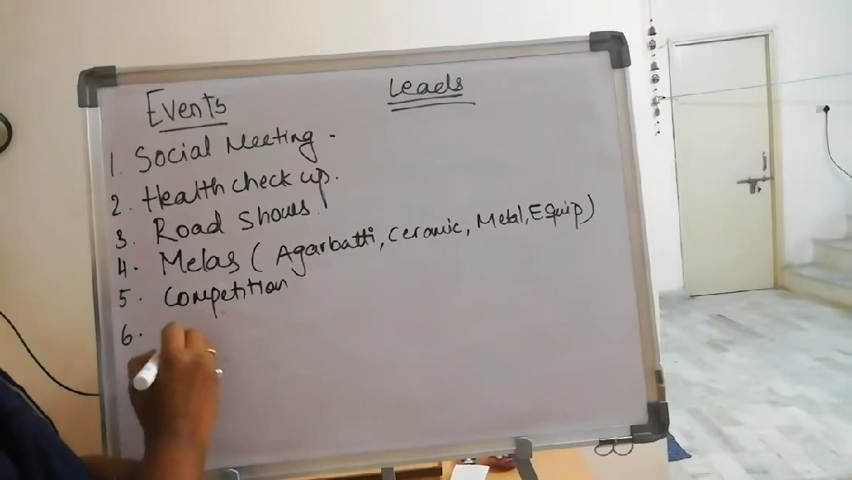 Events
Leads
1. Social Meeting.
2. Health check up.
3 Road Shows
4. Melas ( Agarbatti, Ceramic, Metal, Equip)
5. Competition
6.